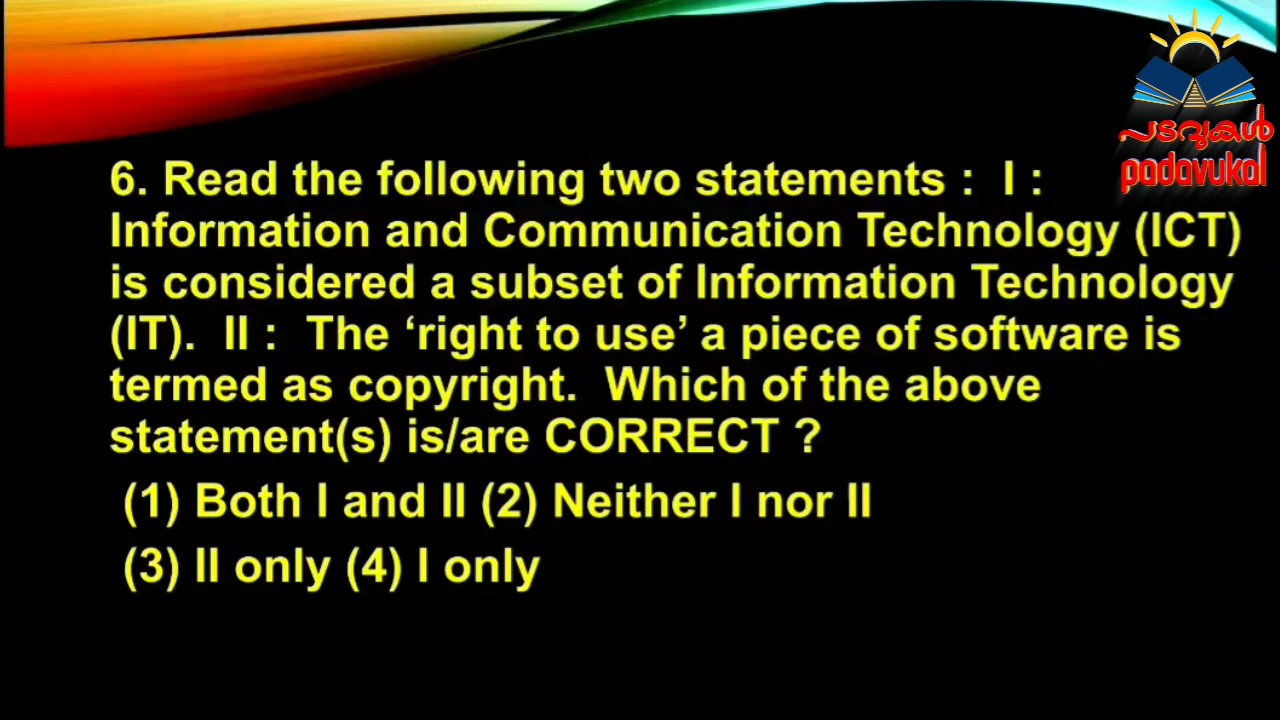 പടവുകൾ
padavukal
6. Read the following two statements : I :
Information and Communication Technology (ICT)
is considered a subset of Information Technology
(IT). II : The ‘right to use’ a piece of software is
termed as copyright. Which of the above
statement(s) is/are CORRECT ?
(1) Both I and II (2) Neither I nor II
(3) II only (4) I only